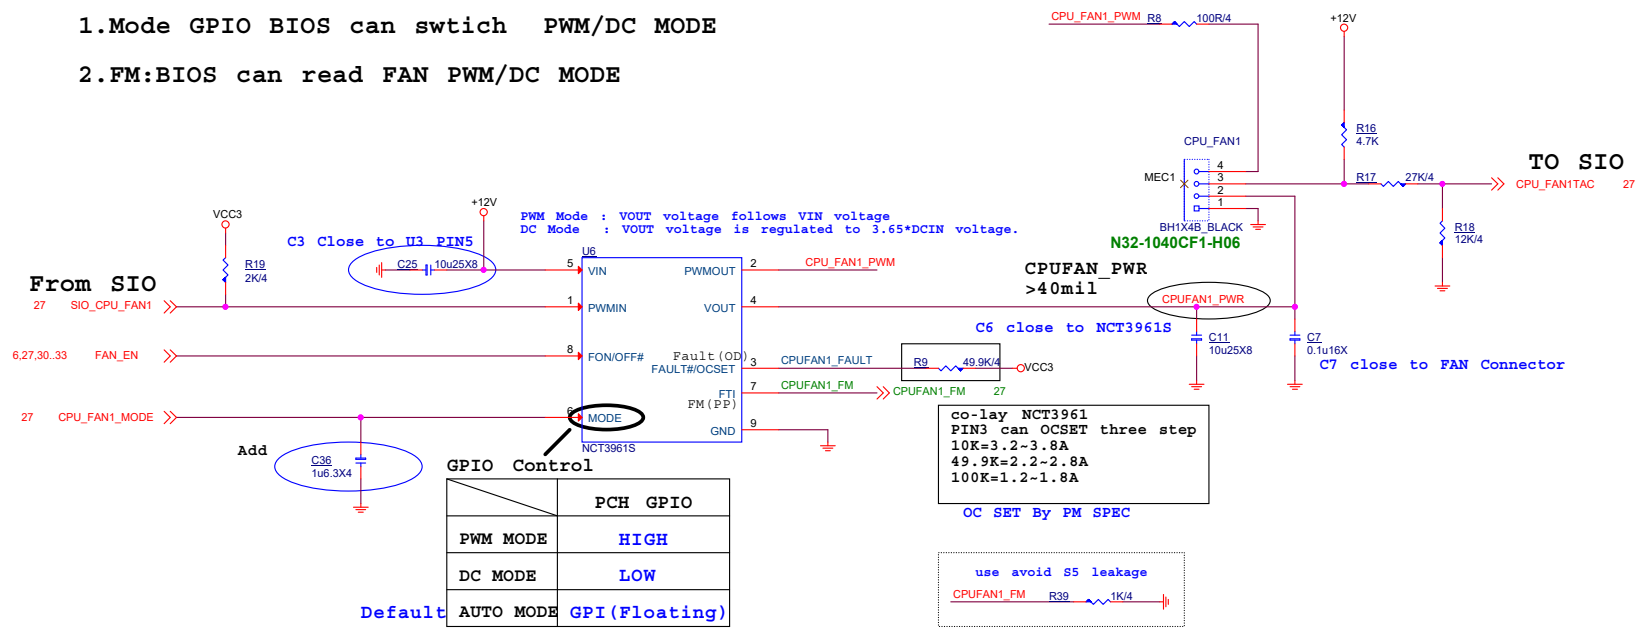 1.Mode GPIO BIOS can swtich PWM/DC MODE
2.FM:BIOS can read FAN PWM/DC MODE
CPU_FAN1_PWM R8 100R/4
+12V
R16
4.7K
CPU_FAN1
MEC1
4
3
2
1
BH1X4B_BLACK
N32-1040CF1-H06
R17 27K/4
TO SIO
CPU_FAN1TAC 27
R18
12K/4
VCC3
+12V
PWM Mode : VOUT voltage follows VIN voltage
DC Mode : VOUT voltage is regulated to 3.65*DCIN voltage.
C3 Close to U3 PIN5
C25 10u25X8
R19
2K/4
From SIO
27 SIO_CPU_FAN1
6,27,30..33 FAN_EN
27 CPU_FAN1_MODE
U6
5 VIN
1 PWMIN
8 FON/OFF#
6 MODE
PWMOUT 2 CPU_FAN1_PWM
VOUT 4
Fault(OD)
FAULT#/OCSET 3 CPUFAN1_FAULT
FTI 7 CPUFAN1_FM
FM(PP)
GND 9
NCT3961S
CPUFAN_PWR
>40mil
CPUFAN1_PWR
C6 close to NCT3961S
C11
10u25X8
C7
0.1u16X
C7 close to FAN Connector
R9 49.9K/4
VCC3
CPUFAN1_FM 27
Add
C36
1u6.3X4
GPIO Control
PCH GPIO
PWM MODE HIGH
DC MODE LOW
Default AUTO MODE GPI(Floating)
co-lay NCT3961
PIN3 can OCSET three step
10K=3.2~3.8A
49.9K=2.2~2.8A
100K=1.2~1.8A
OC SET By PM SPEC
use avoid S5 leakage
CPUFAN1_FM R39 1K/4